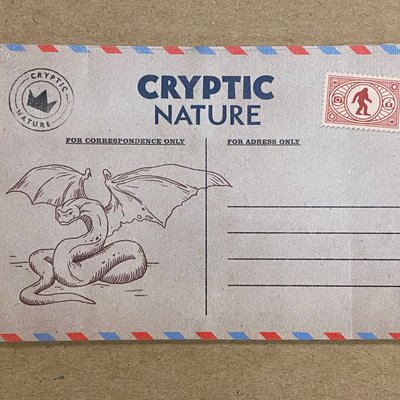 CRYPTIC
NATURE
CRYPTIC
NATURE
FOR CORRESPONDENCE ONLY
FOR ADRESS ONLY